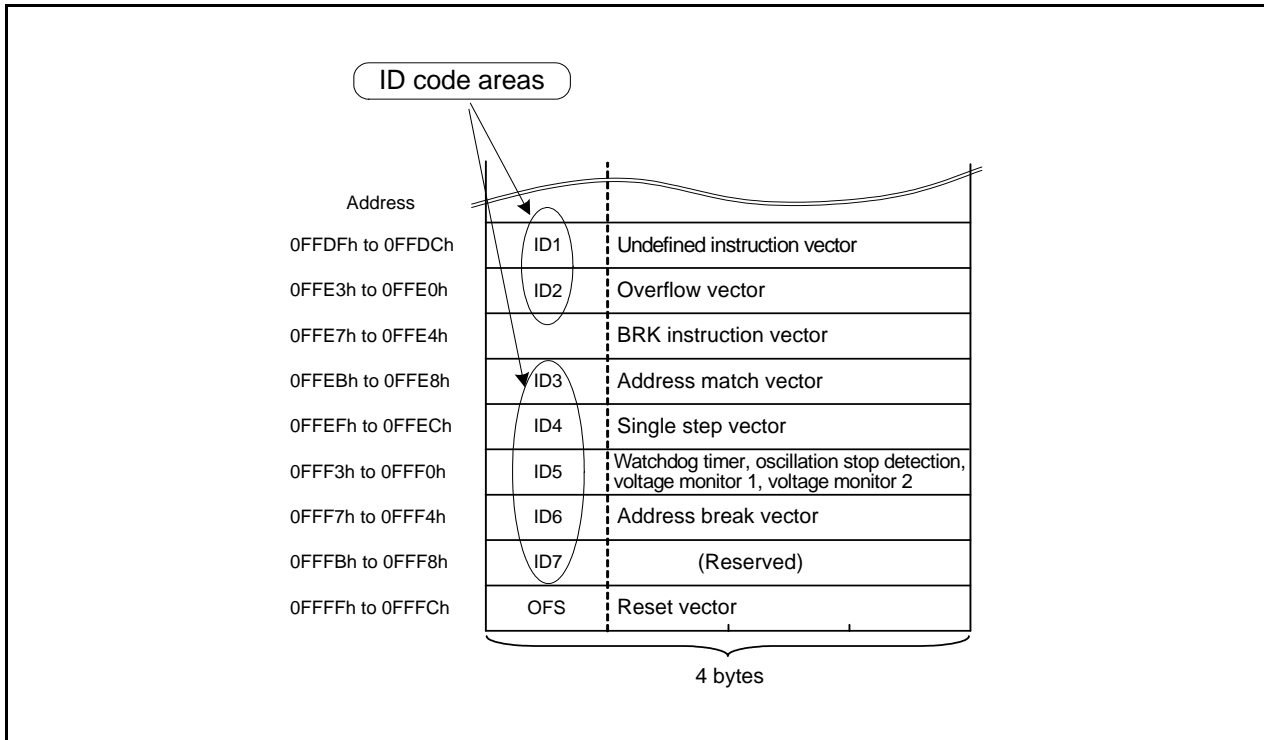 ID code areas
Address
0FFDFh to 0FFDCh ID1 Undefined instruction vector
0FFE3h to 0FFE0h ID2 Overflow vector
0FFE7h to 0FFE4h BRK instruction vector
0FFEBh to 0FFE8h ID3 Address match vector
0FFEFh to 0FFECh ID4 Single step vector
0FFF3h to 0FFF0h ID5 Watchdog timer, oscillation stop detection,
voltage monitor 1, voltage monitor 2
0FFF7h to 0FFF4h ID6 Address break vector
0FFFBh to 0FFF8h ID7 (Reserved)
0FFFFh to 0FFFCh OFS Reset vector
4 bytes